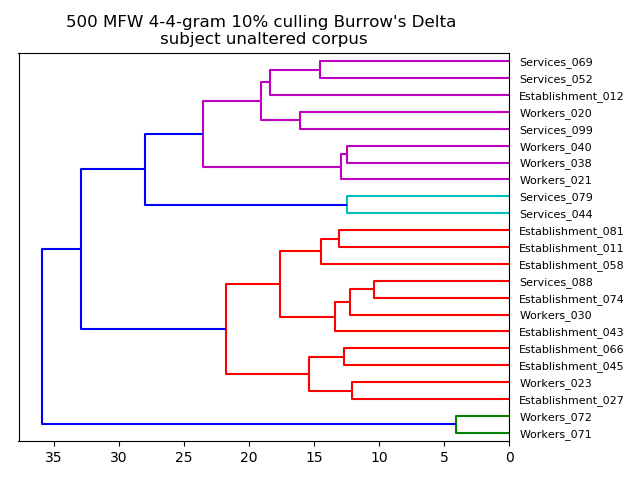 500 MFW 4-4-gram 10% culling Burrow's Delta
subject unaltered corpus
Services_069
Services_052
Establishment_012
Workers_020
Services_099
Workers_040
Workers_038
Workers_021
Services_079
Services_044
Establishment_081
Establishment_011
Establishment_058
Services_088
Establishment_074
Workers_030
Establishment_043
Establishment_066
Establishment_045
Workers_023
Establishment_027
Workers_072
Workers_071
35 30 25 20 15 10 5 0